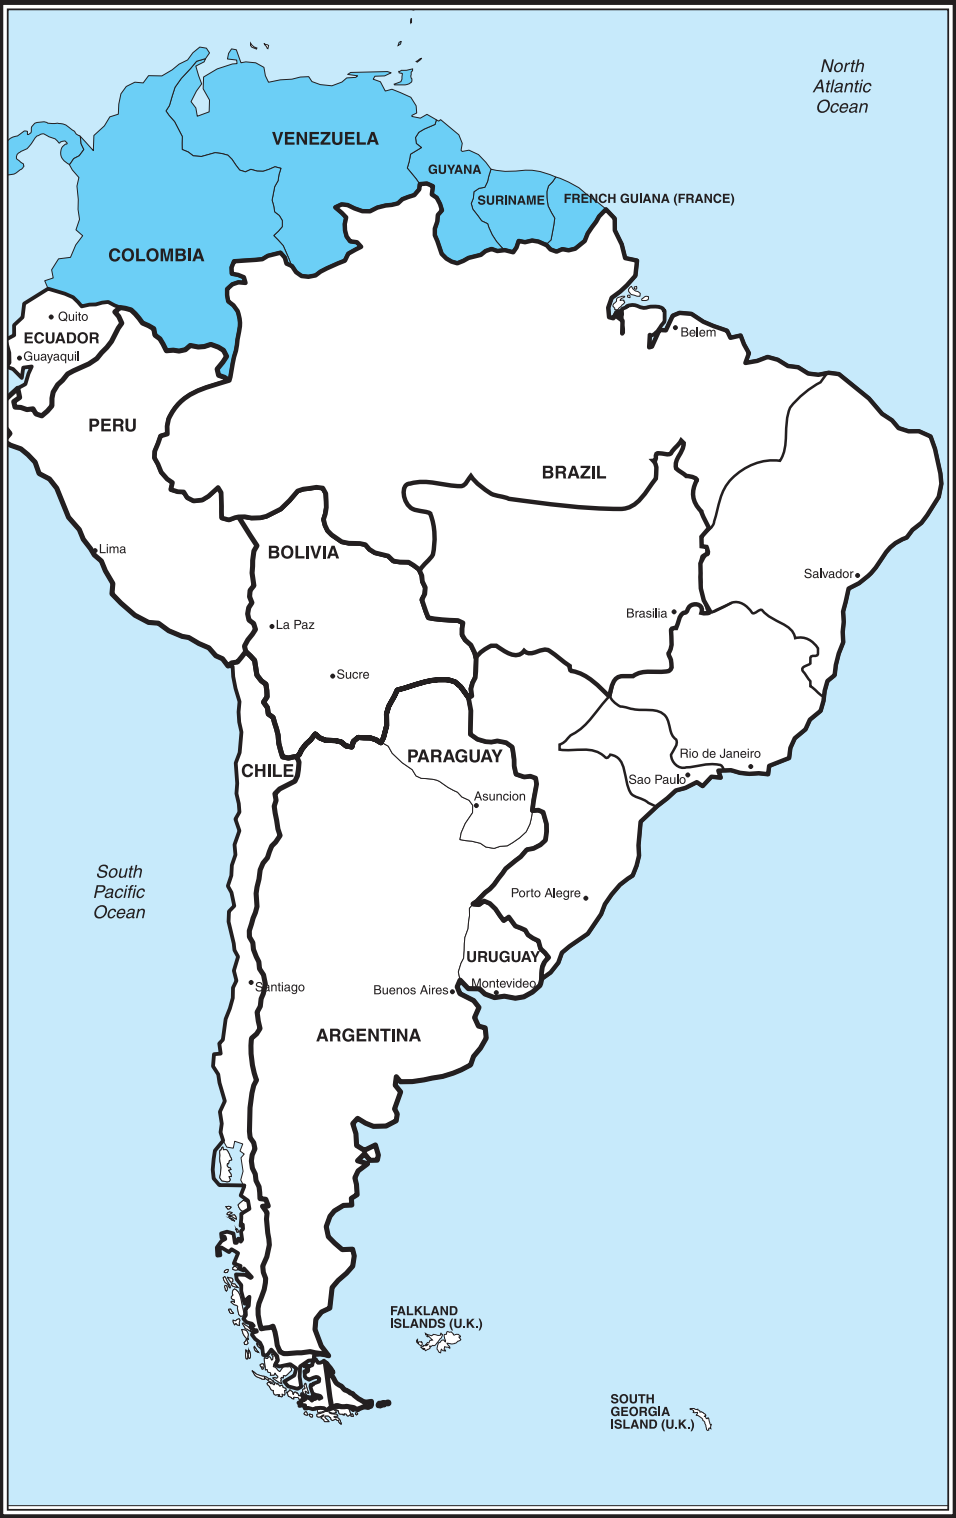 North
Atlantic
Ocean
VENEZUELA
GUYANA
SURINAME
FRENCH GUIANA (FRANCE)
COLOMBIA
Quito
ECUADOR
Guayaquil
Belem
PERU
BRAZIL
Lima
BOLIVIA
Salvador
Brasilia
La Paz
Sucre
PARAGUAY
Rio de Janeiro
CHILE
Sao Paulo
Asuncion
South
Pacific
Ocean
Porto Alegre
URUGUAY
Santiago
Buenos Aires
Montevideo
ARGENTINA
FALKLAND
ISLANDS (U.K.)
SOUTH
GEORGIA
ISLAND (U.K.)